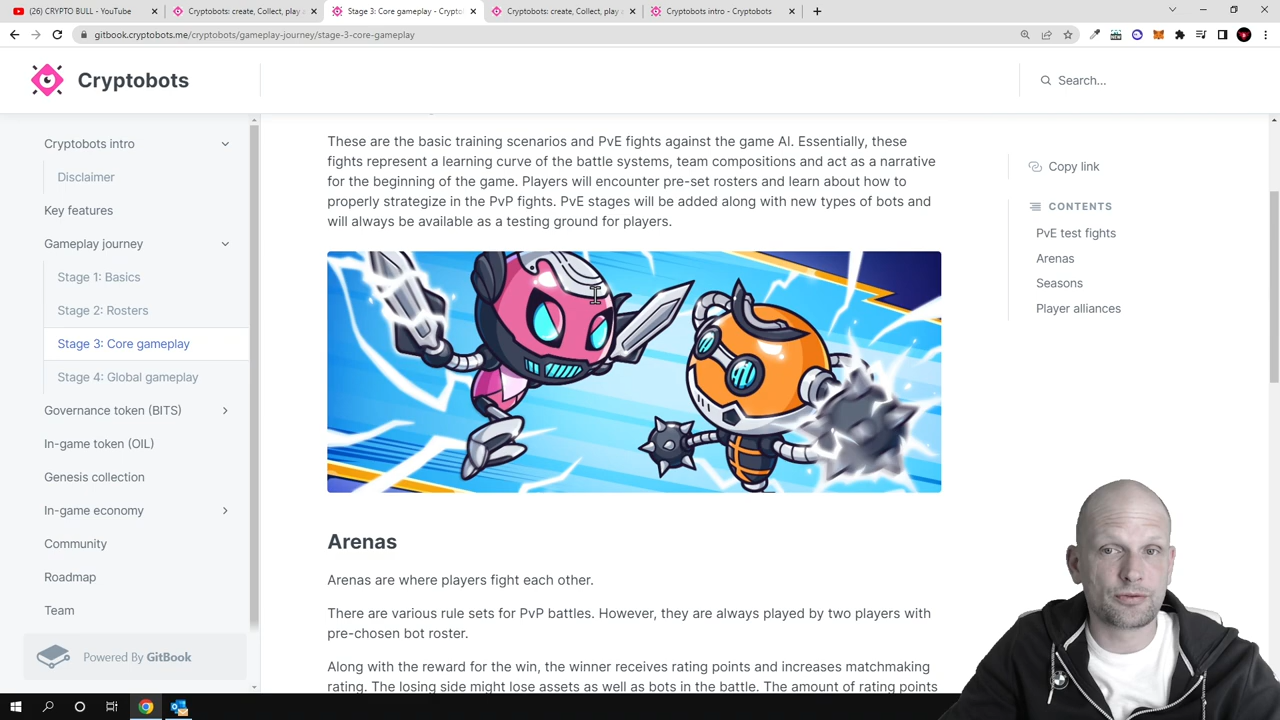 (26) CRYPTO BULL - YouTube
Cryptobots: create, Collect, play a
Stage 3: Core gameplay - Cryptol
Cryptobots: create, Collect, play a
Cryptobots intro - Cryptobots
gitbook.cryptobots.me/cryptobots/gameplay-journey/stage-3-core-gameplay
Cryptobots
Search...
Cryptobots intro
Disclaimer
Key features
Gameplay journey
Stage 1: Basics
Stage 2: Rosters
Stage 3: Core gameplay
Stage 4: Global gameplay
Governance token (BITS)
In-game token (OIL)
Genesis collection
In-game economy
Community
Roadmap
Team
Powered By GitBook
These are the basic training scenarios and PvE fights against the game AI. Essentially, these
fights represent a learning curve of the battle systems, team compositions and act as a narrative
for the beginning of the game. Players will encounter pre-set rosters and learn about how to
properly strategize in the PvP fights. PvE stages will be added along with new types of bots and
will always be available as a testing ground for players.
Arenas
Arenas are where players fight each other.
There are various rule sets for PvP battles. However, they are always played by two players with
pre-chosen bot roster.
Along with the reward for the win, the winner receives rating points and increases matchmaking
rating. The losing side might lose assets as well as bots in the battle. The amount of rating points
Copy link
CONTENTS
PvE test fights
Arenas
Seasons
Player alliances